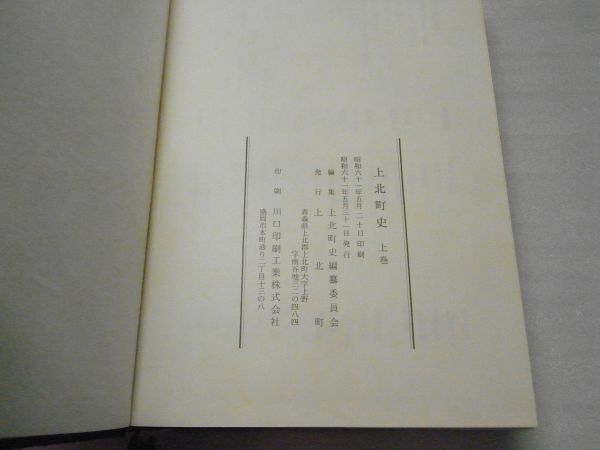 上北町史 上巻
昭和六十一年五月二十日印刷
昭和六十一年五月三十一日発行
編集 上北町史編纂委員会
発行 上北町
青森県上北郡上北町大字上野
字南谷地三二の四八四
印刷 川口印刷工業株式会社
盛岡市本町通り二丁目十三の八